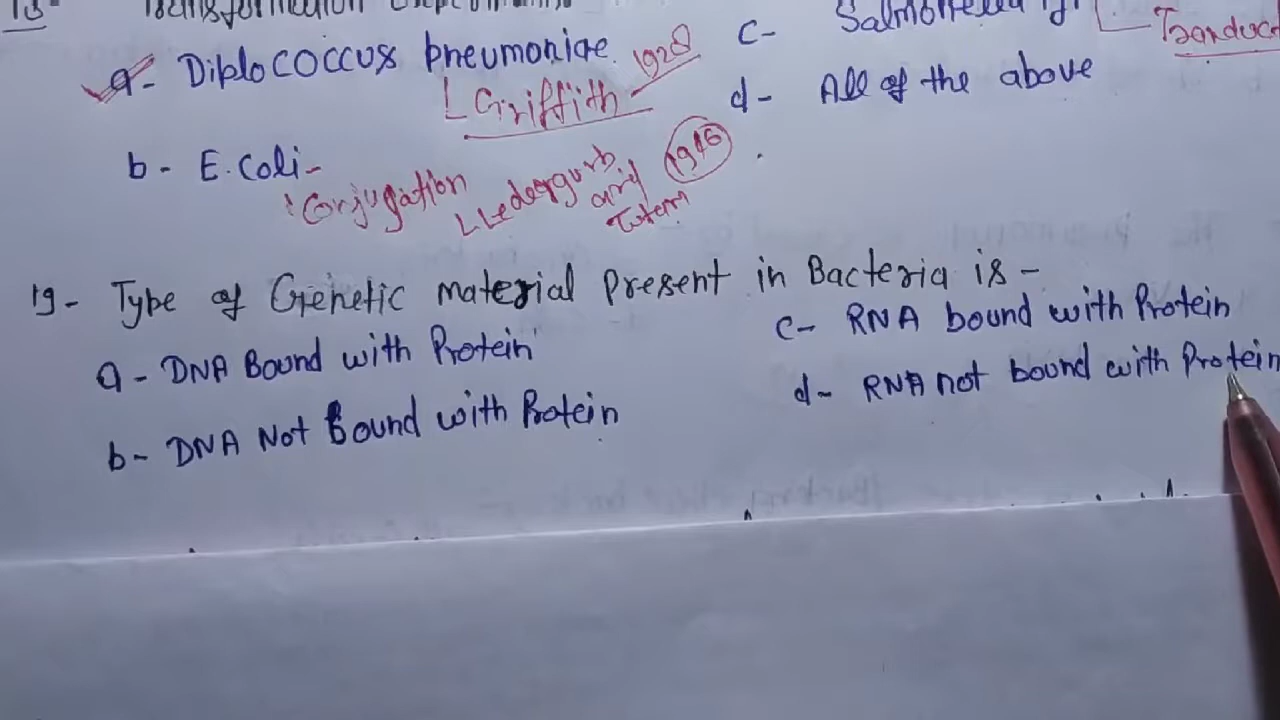 a- Diplococcus pneumoniae
1928
Griffith
c- Salmonella
d- All of the above
b- E. Coli-
Conjugation
and
1946
19- Type of Genetic material Present in Bacteria is -
a- DNA Bound with Protein
b- DNA Not Bound with Protein
c- RNA bound with Protein
d- RNA not bound with Protein